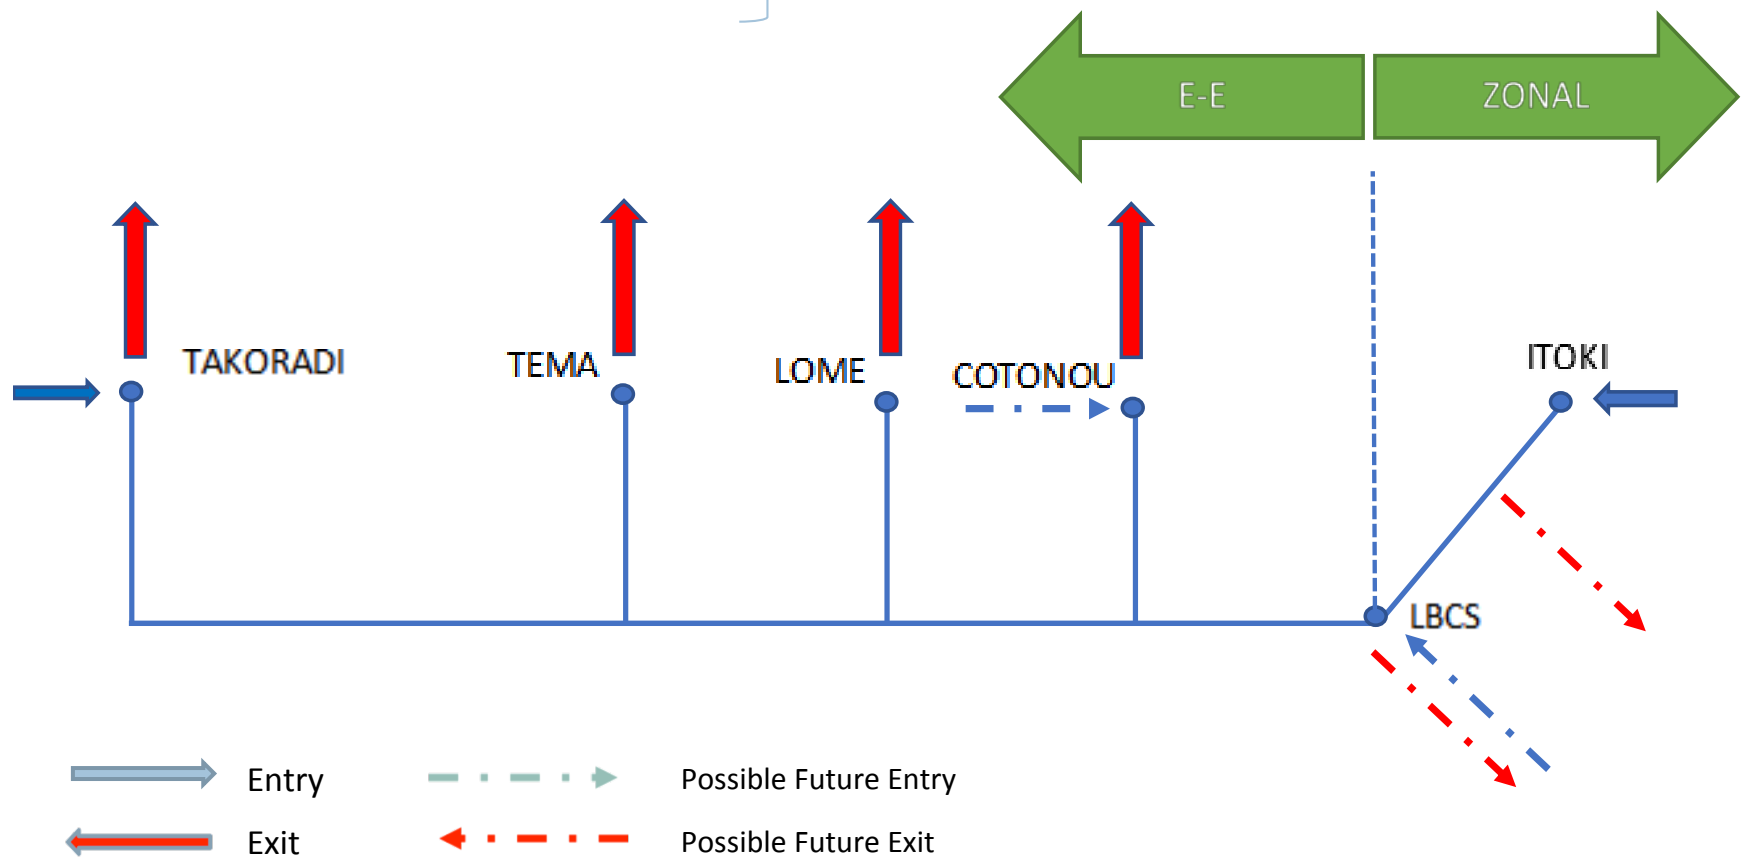 E-E
ZONAL
TAKORADI
TEMA
LOME
COTONOU
ITOKI
LBCS
Entry
Possible Future Entry
Exit
Possible Future Exit